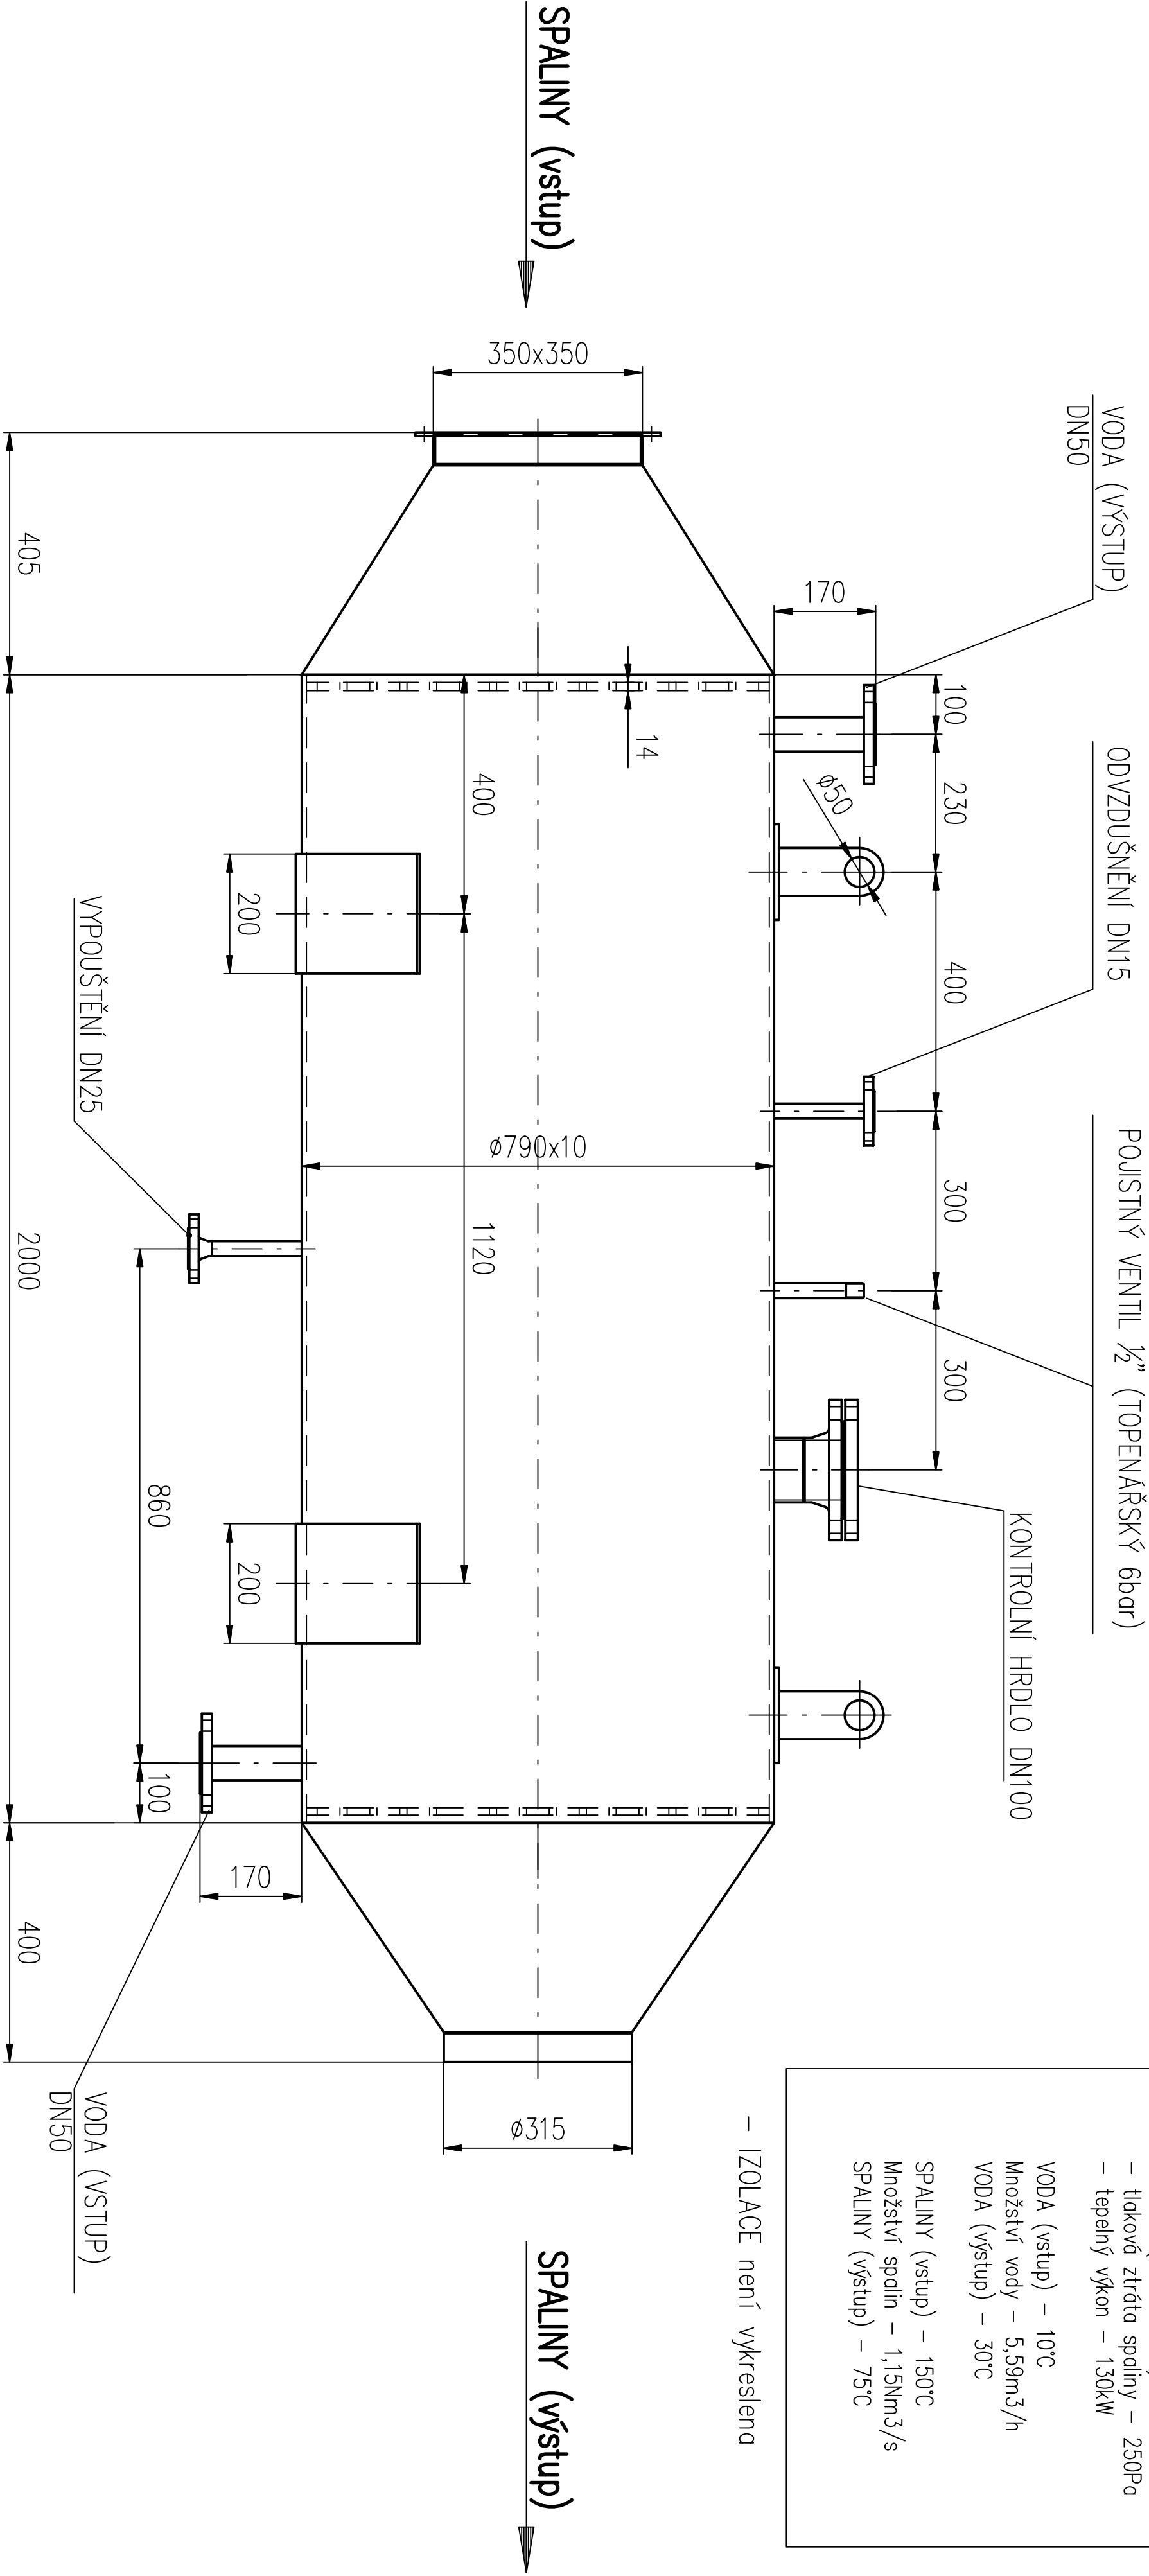 SPALINY (vstup)
350x350
405
VODA (VÝSTUP)
DN50
170
100
14
230
ø50
400
ODVZDUŠNĚNÍ DN15
400
200
VYPOUŠTĚNÍ DN25
ø790x10
300
POJISTNÝ VENTIL ½" (TOPENÁŘSKÝ 6bar)
1120
2000
300
KONTROLNÍ HRDLO DN100
860
200
100
170
400
VODA (VSTUP)
DN50
ø315
SPALINY (výstup)
– tlaková ztráta spaliny – 250Pa
– tepelný výkon – 130kW
VODA (vstup) – 10°C
Množství vody – 5,59m3/h
VODA (výstup) – 30°C
SPALINY (vstup) – 150°C
Množství spalin – 1,15Nm3/s
SPALINY (výstup) – 75°C
– IZOLACE není vykreslena